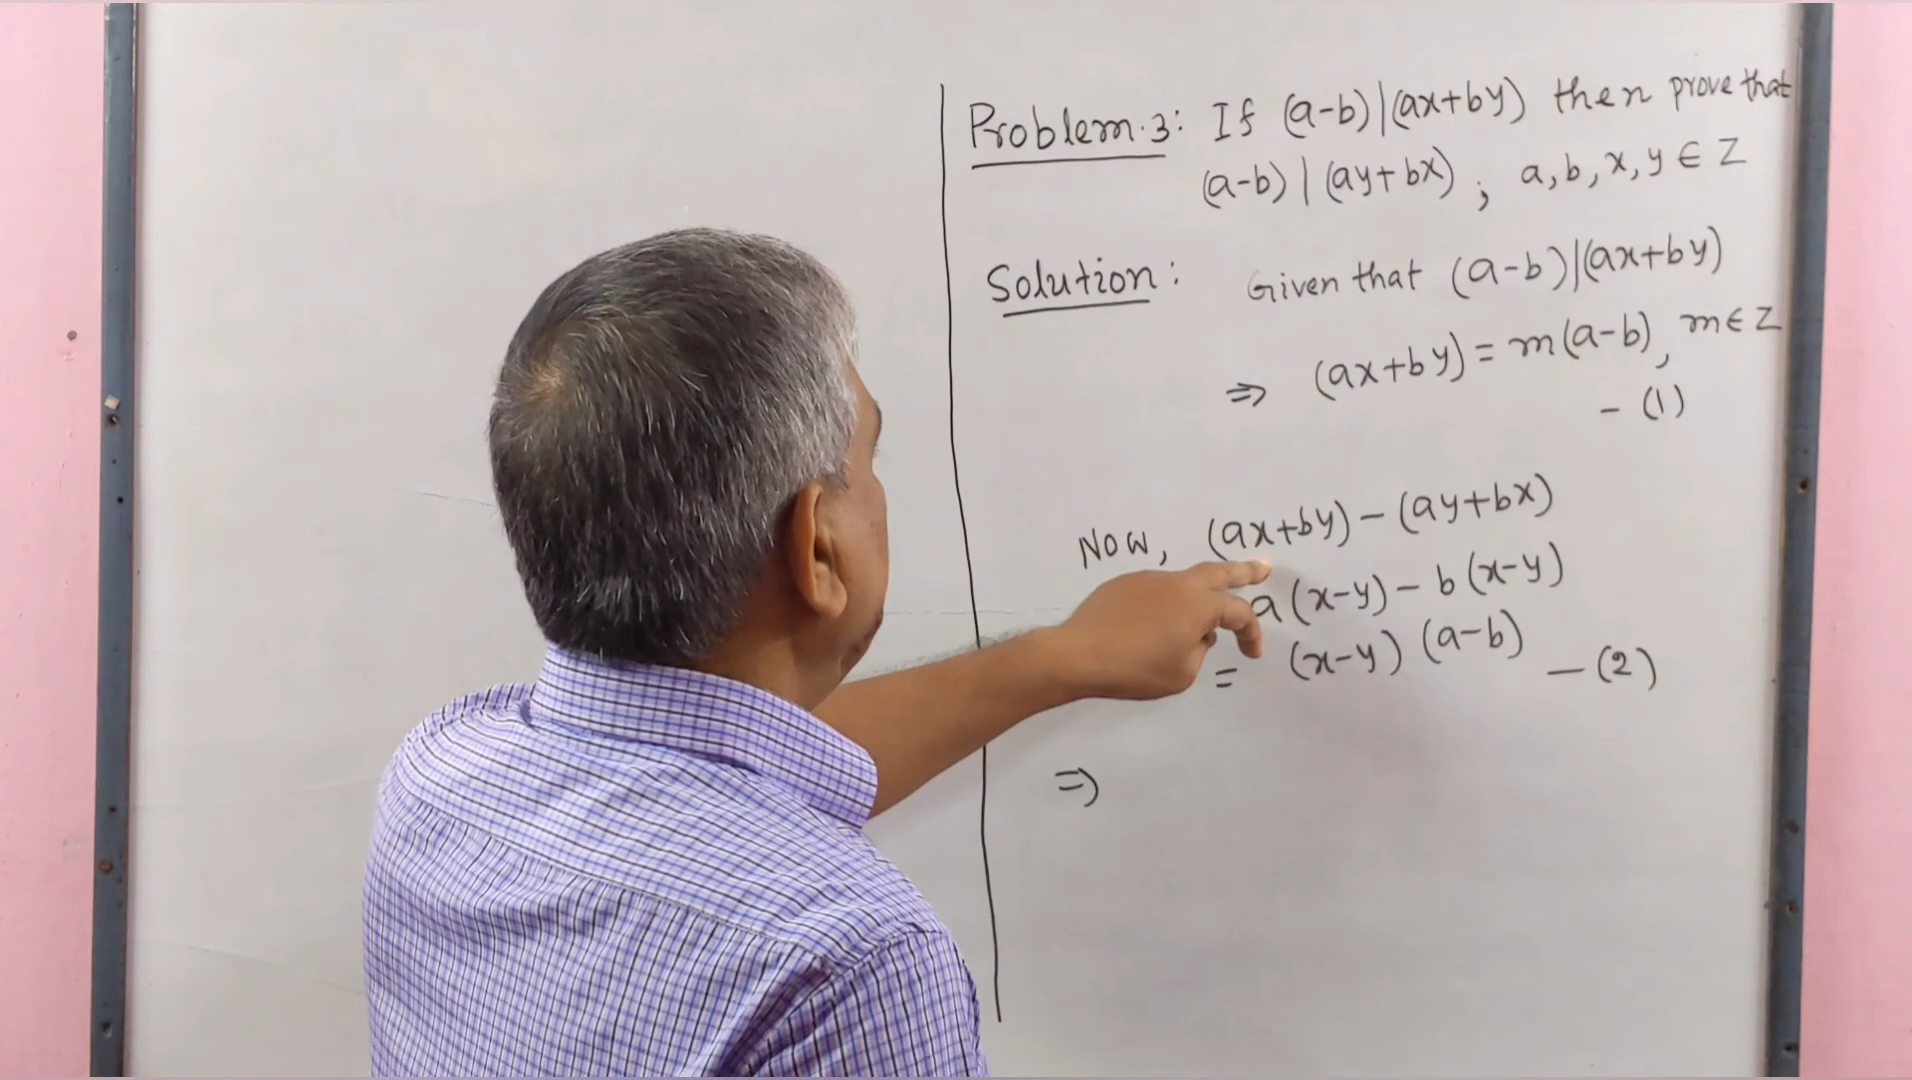 Problem.3: If (a-b)|(ax+by) then prove that
(a-b) | (ay+bx) ; a, b, x, y ∈ Z
Solution: Given that (a-b)|(ax+by)
⇒ (ax+by) = m(a-b), m ∈ Z
- (1)
Now, (ax+by) - (ay+bx)
a(x-y) - b(x-y)
= (x-y) (a-b) - (2)
⇒